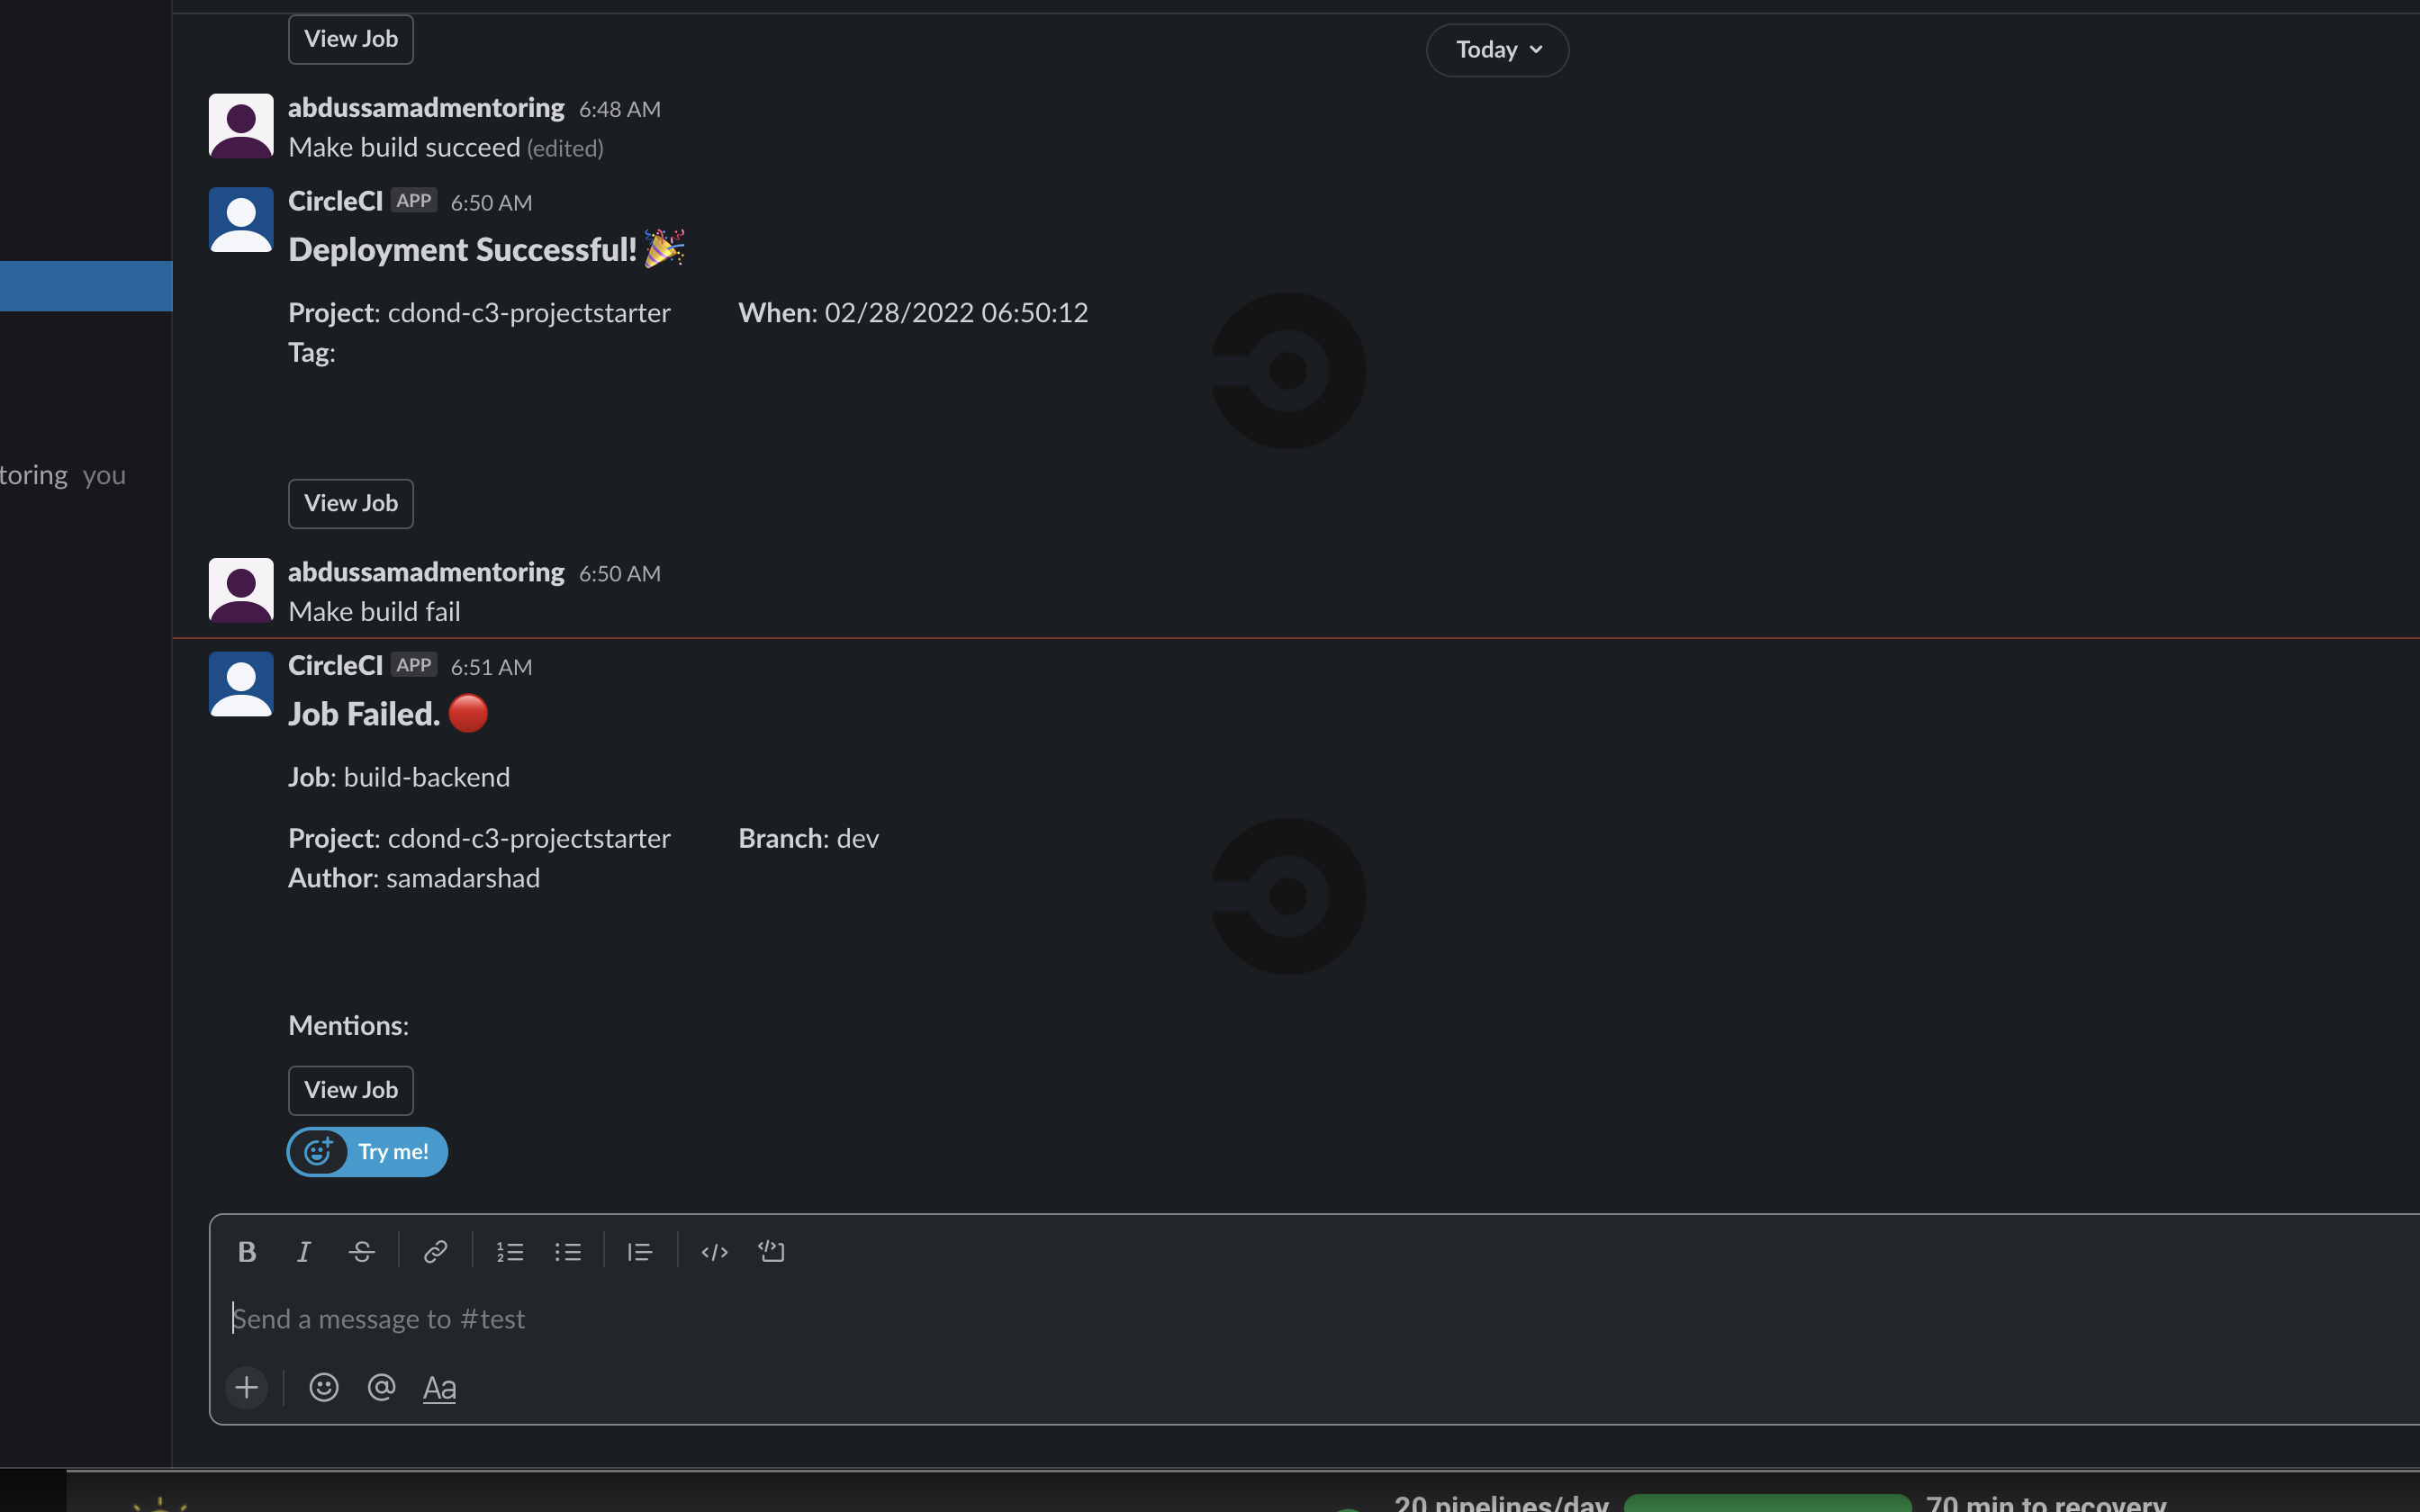 View Job
Today
abdussamadmentoring 6:48 AM
Make build succeed (edited)
CircleCI APP 6:50 AM
Deployment Successful!
Project: cdond-c3-projectstarter When: 02/28/2022 06:50:12
Tag:
toring you
View Job
abdussamadmentoring 6:50 AM
Make build fail
CircleCI APP 6:51 AM
Job Failed.
Job: build-backend
Project: cdond-c3-projectstarter Branch: dev
Author: samadarshad
Mentions:
View Job
Try me!
B I S
Send a message to #test
@ Aa
20 pipelines/day 70 min to recovery